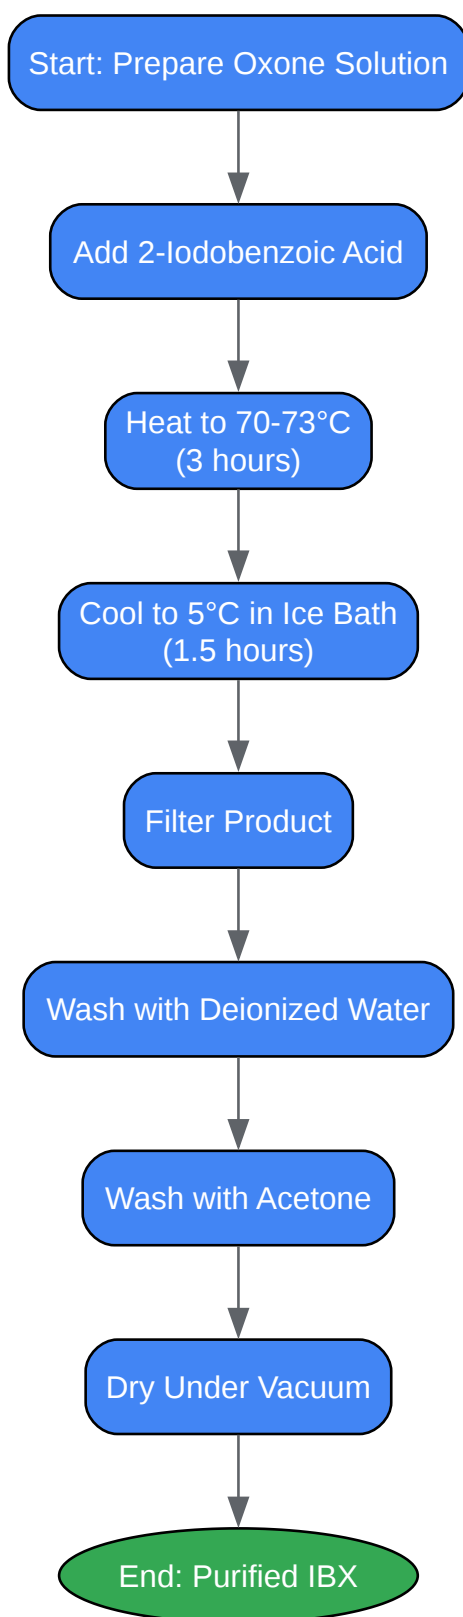 Start: Prepare Oxone Solution
Add 2-Iodobenzoic Acid
Heat to 70-73°C
(3 hours)
Cool to 5°C in Ice Bath
(1.5 hours)
Filter Product
Wash with Deionized Water
Wash with Acetone
Dry Under Vacuum
End: Purified IBX